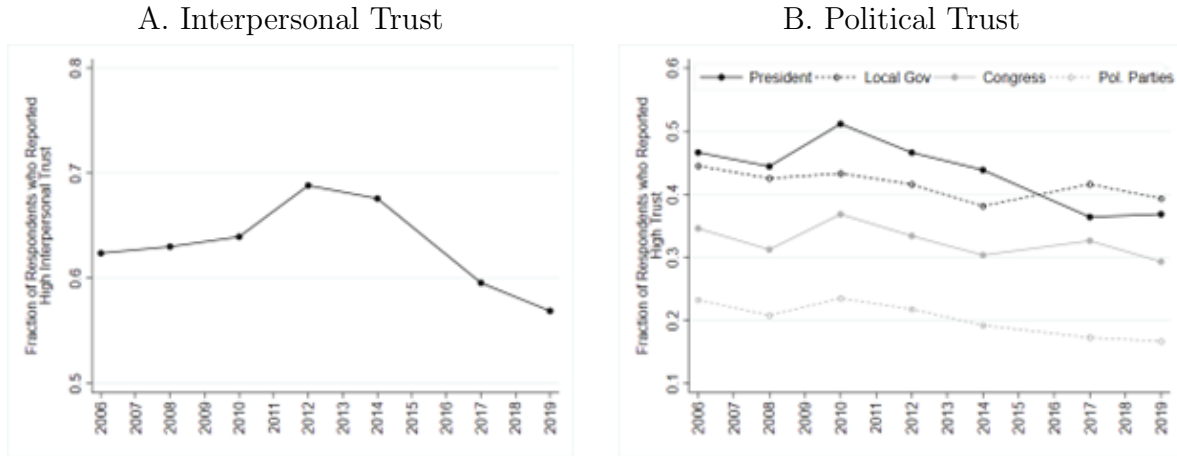 A. Interpersonal Trust
Fraction of Respondents who Reported
High Interpersonal Trust
0.8
0.7
0.6
0.5
2006 2007 2008 2009 2010 2011 2012 2013 2014 2015 2016 2017 2018 2019
B. Political Trust
Fraction of Respondents who Reported
High Trust
President Local Gov Congress Pol. Parties
0.6
0.5
0.4
0.3
0.2
0.1
2006 2007 2008 2009 2010 2011 2012 2013 2014 2015 2016 2017 2018 2019